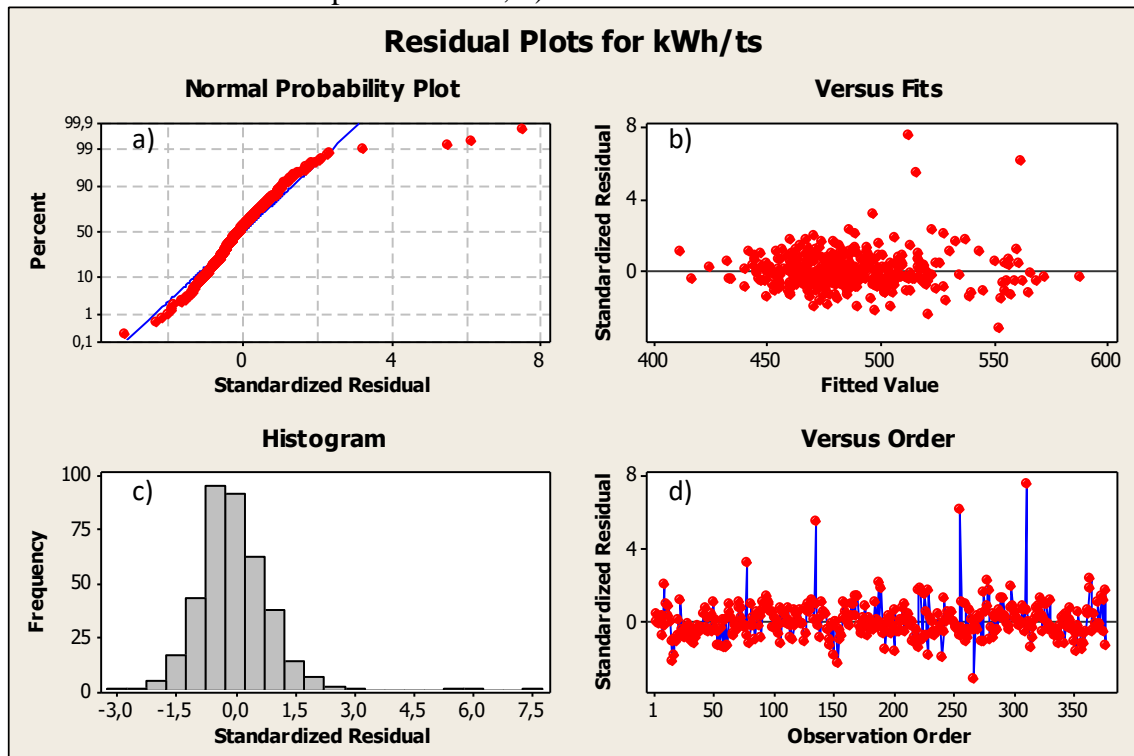 Residual Plots for kWh/ts
Normal Probability Plot
a)
99,9
99
90
50
10
1
0,1
Percent
0 4 8
Standardized Residual
Versus Fits
b)
8
4
0
Standardized Residual
400 450 500 550 600
Fitted Value
Histogram
c)
100
75
50
25
0
Frequency
-3,0 -1,5 0,0 1,5 3,0 4,5 6,0 7,5
Standardized Residual
Versus Order
d)
8
4
0
Standardized Residual
1 50 100 150 200 250 300 350
Observation Order